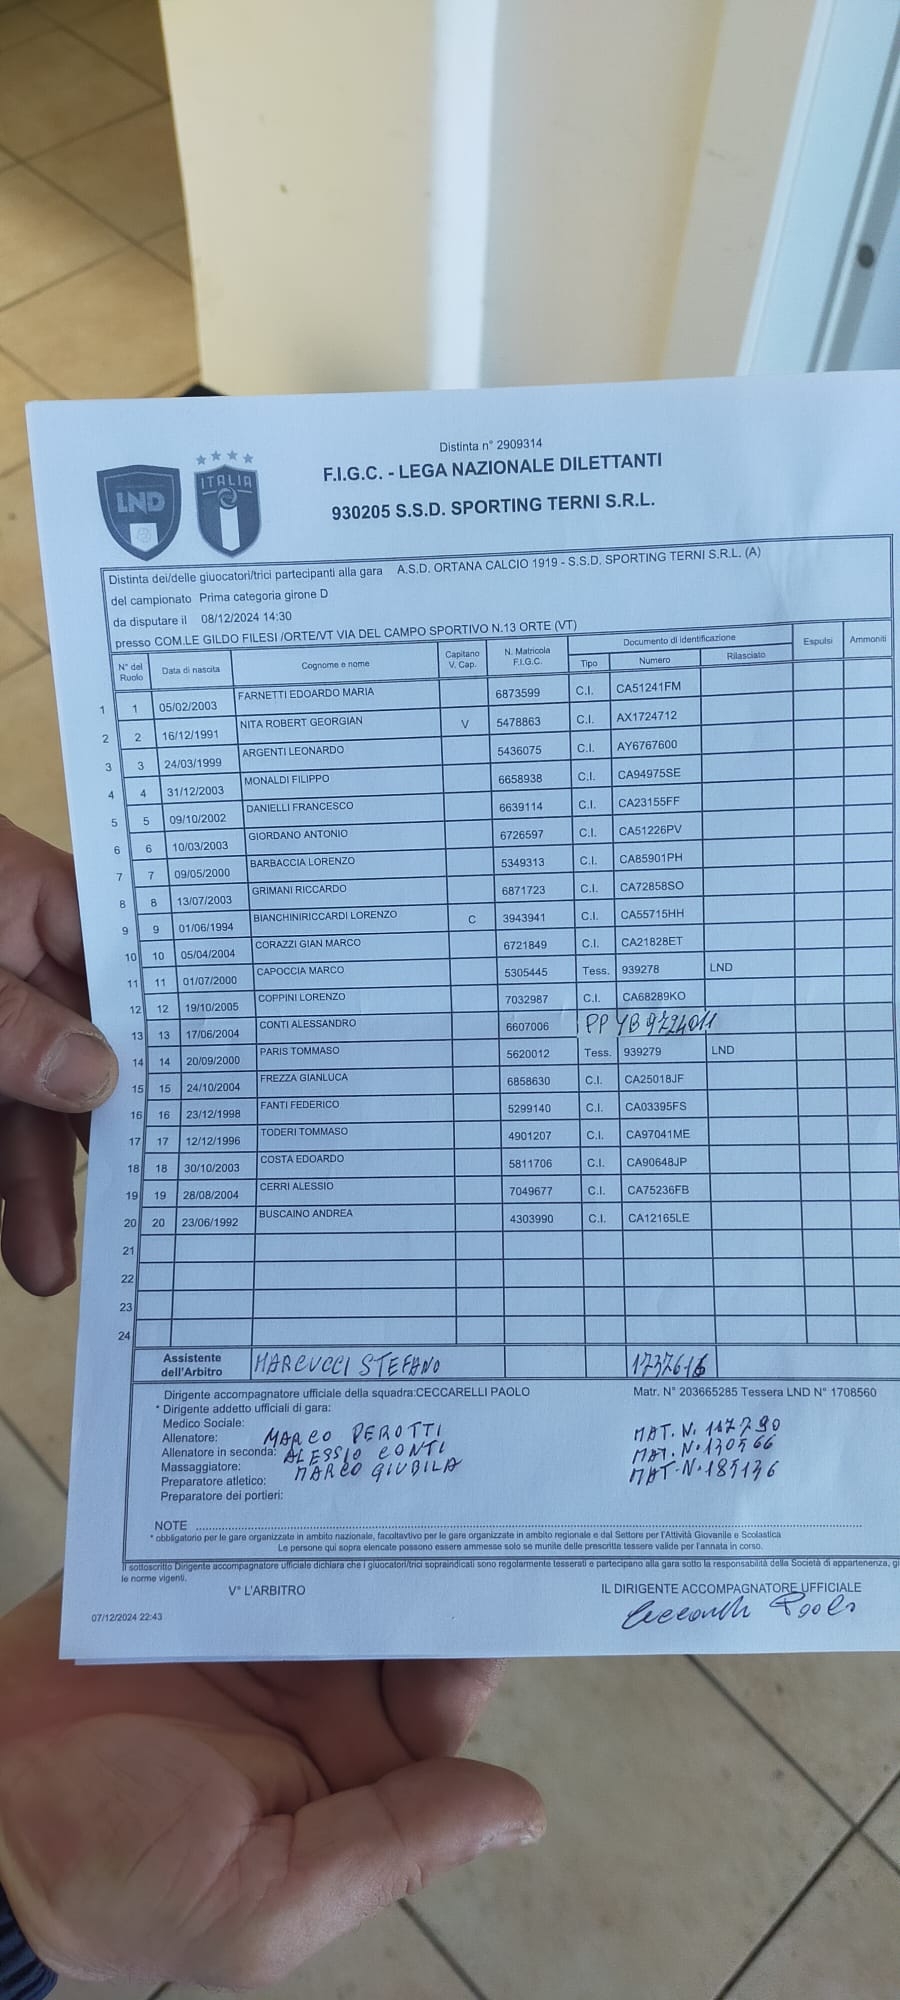 Distinta n° 2909314
LND
ITALIA
F.I.G.C. - LEGA NAZIONALE DILETTANTI
930205 S.S.D. SPORTING TERNI S.R.L.
Distinta dei/delle giuocatori/trici partecipanti alla gara A.S.D. ORTANA CALCIO 1919 - S.S.D. SPORTING TERNI S.R.L. (A)
del campionato Prima categoria girone D
da disputare il 08/12/2024 14:30
presso COM.LE GILDO FILESI /ORTE/VT VIA DEL CAMPO SPORTIVO N.13 ORTE (VT)
N° del Ruolo Data di nascita Cognome e nome Capitano V. Cap. N. Matricola F.I.G.C. Documento di identificazione Tipo Numero Rilasciato Espulsi Ammoniti
1 1 05/02/2003 FARNETTI EDOARDO MARIA 6873599 C.I. CA51241FM
2 2 16/12/1991 NITA ROBERT GEORGIAN V 5478863 C.I. AX1724712
3 3 24/03/1999 ARGENTI LEONARDO 5436075 C.I. AY6767600
4 4 31/12/2003 MONALDI FILIPPO 6658938 C.I. CA94975SE
5 5 09/10/2002 DANIELLI FRANCESCO 6639114 C.I. CA23155FF
6 6 10/03/2003 GIORDANO ANTONIO 6726597 C.I. CA51226PV
7 7 09/05/2000 BARBACCIA LORENZO 5349313 C.I. CA85901PH
8 8 13/07/2003 GRIMANI RICCARDO 6871723 C.I. CA72858SO
9 9 01/06/1994 BIANCHINIRICCARDI LORENZO C 3943941 C.I. CA55715HH
10 10 05/04/2004 CORAZZI GIAN MARCO 6721849 C.I. CA21828ET
11 11 01/07/2000 CAPOCCIA MARCO 5305445 Tess. 939278 LND
12 12 19/10/2005 COPPINI LORENZO 7032987 C.I. CA68289KO
13 13 17/06/2004 CONTI ALESSANDRO 6607006 PP YB9724011
14 14 20/09/2000 PARIS TOMMASO 5620012 Tess. 939279 LND
15 15 24/10/2004 FREZZA GIANLUCA 6858630 C.I. CA25018JF
16 16 23/12/1998 FANTI FEDERICO 5299140 C.I. CA03395FS
17 17 12/12/1996 TODERI TOMMASO 4901207 C.I. CA97041ME
18 18 30/10/2003 COSTA EDOARDO 5811706 C.I. CA90648JP
19 19 28/08/2004 CERRI ALESSIO 7049677 C.I. CA75236FB
20 20 23/06/1992 BUSCAINO ANDREA 4303990 C.I. CA12165LE
21
22
23
24
Assistente dell'Arbitro MARCUCCI STEFANO 1737616
Dirigente accompagnatore ufficiale della squadra:CECCARELLI PAOLO Matr. N° 203665285 Tessera LND N° 1708560
* Dirigente addetto ufficiali di gara:
Medico Sociale:
Allenatore: MARCO PEROTTI MAT. N. 117790
Allenatore in seconda: ALESSIO CONTI MAT. N. 130566
Massaggiatore: MARCO GIUBILA MAT. N. 185136
Preparatore atletico:
Preparatore dei portieri:
NOTE
* obbligatorio per le gare organizzate in ambito nazionale, facoltavtivo per le gare organizzate in ambito regionale e dal Settore per l'Attività Giovanile e Scolastica
Le persone qui sopra elencate possono essere ammesse solo se munite delle prescritte tessere valide per l'annata in corso.
Il sottoscritto Dirigente accompagnatore ufficiale dichiara che i giuocatori/trici sopraindicati sono regolarmente tesserati e partecipano alla gara sotto la responsabilità della Società di appartenenza, gi
le norme vigenti.
V° L'ARBITRO IL DIRIGENTE ACCOMPAGNATORE UFFICIALE
Ceccarelli Paolo
07/12/2024 22:43